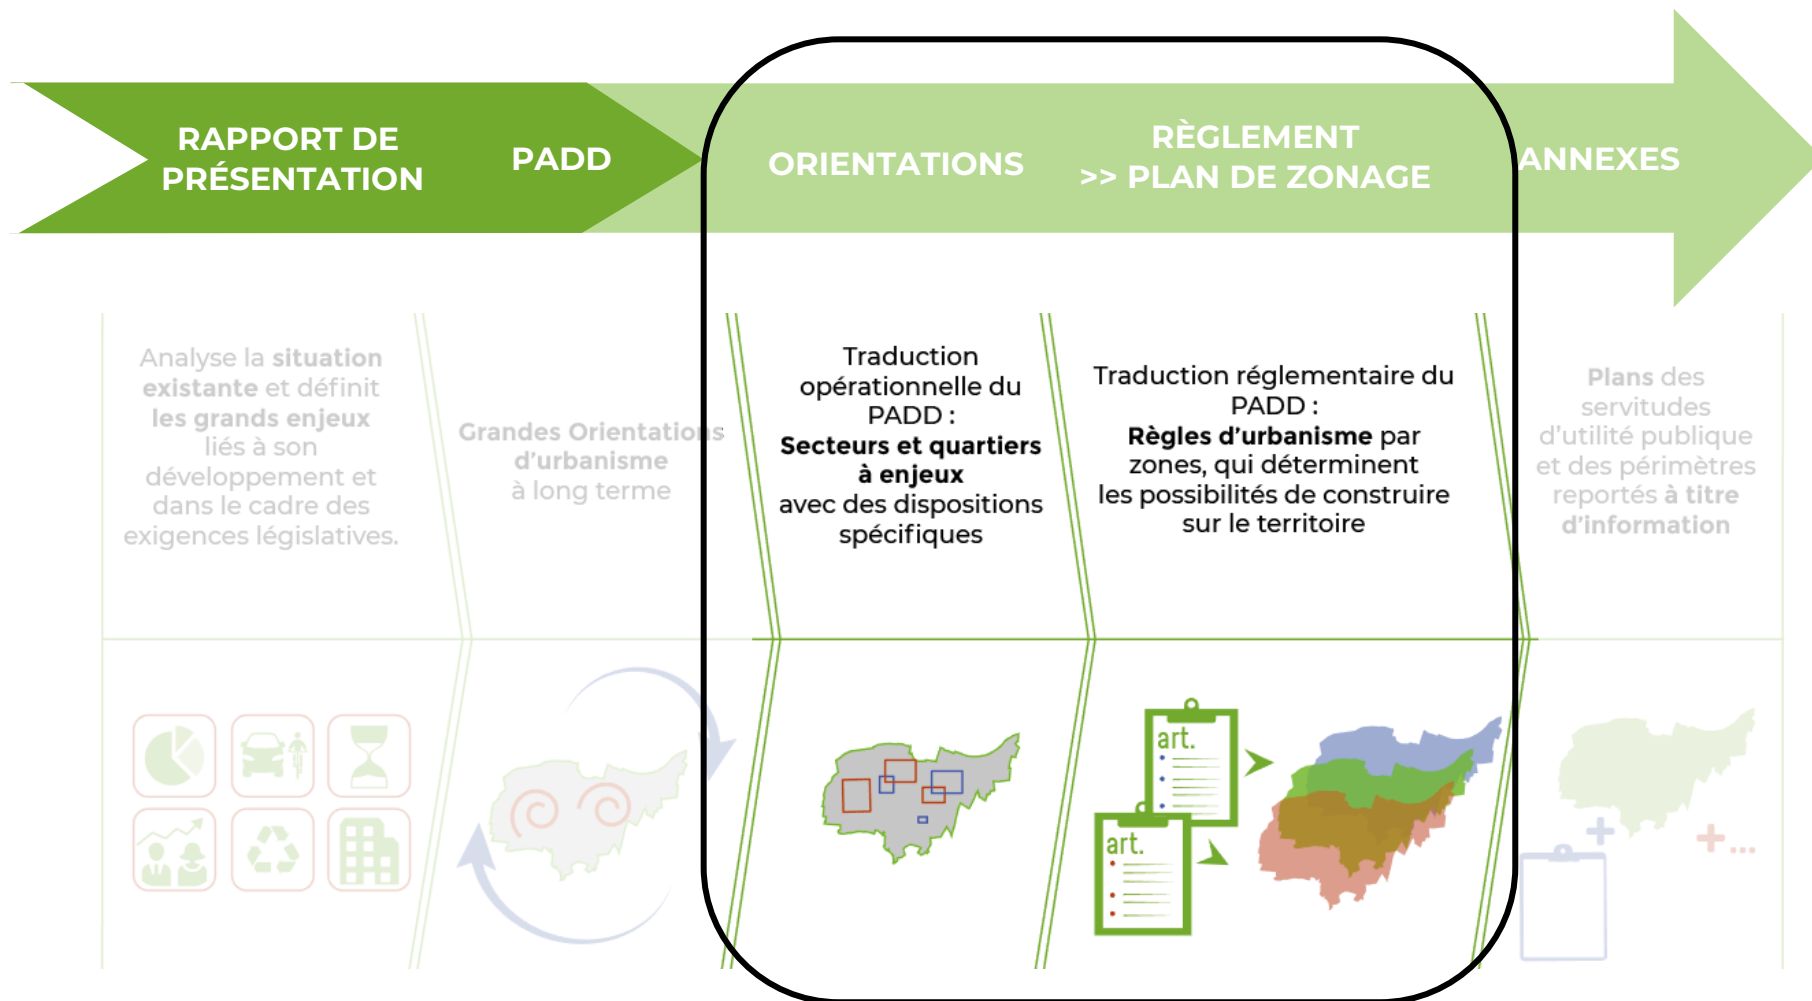 RAPPORT DE
PRÉSENTATION
PADD
ORIENTATIONS
RÈGLEMENT
>> PLAN DE ZONAGE
ANNEXES
Analyse la situation
existante et définit
les grands enjeux
liés à son
développement et
dans le cadre des
exigences législatives.
Grandes Orientations
d’urbanisme
à long terme
Traduction
opérationnelle du
PADD :
Secteurs et quartiers
à enjeux
avec des dispositions
spécifiques
Traduction réglementaire du
PADD :
Règles d’urbanisme par
zones, qui déterminent
les possibilités de construire
sur le territoire
Plans des
servitudes
d’utilité publique
et des périmètres
reportés à titre
d’information
art.
art.
+
+...